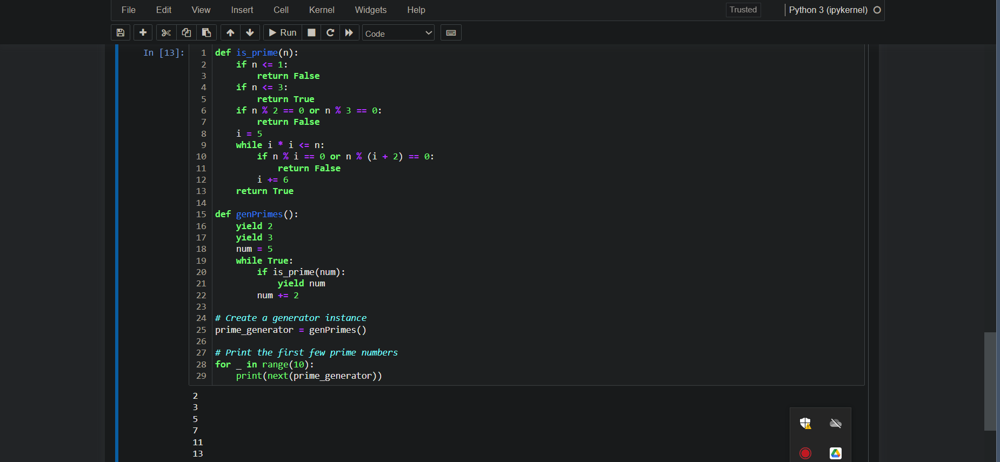 File Edit View Insert Cell Kernel Widgets Help Trusted Python 3 (ipykernel)
Run Code
In [13]:
1 def is_prime(n):
2     if n <= 1:
3         return False
4     if n <= 3:
5         return True
6     if n % 2 == 0 or n % 3 == 0:
7         return False
8     i = 5
9     while i * i <= n:
10         if n % i == 0 or n % (i + 2) == 0:
11             return False
12         i += 6
13     return True
14
15 def genPrimes():
16     yield 2
17     yield 3
18     num = 5
19     while True:
20         if is_prime(num):
21             yield num
22         num += 2
23
24 # Create a generator instance
25 prime_generator = genPrimes()
26
27 # Print the first few prime numbers
28 for _ in range(10):
29     print(next(prime_generator))
2
3
5
7
11
13